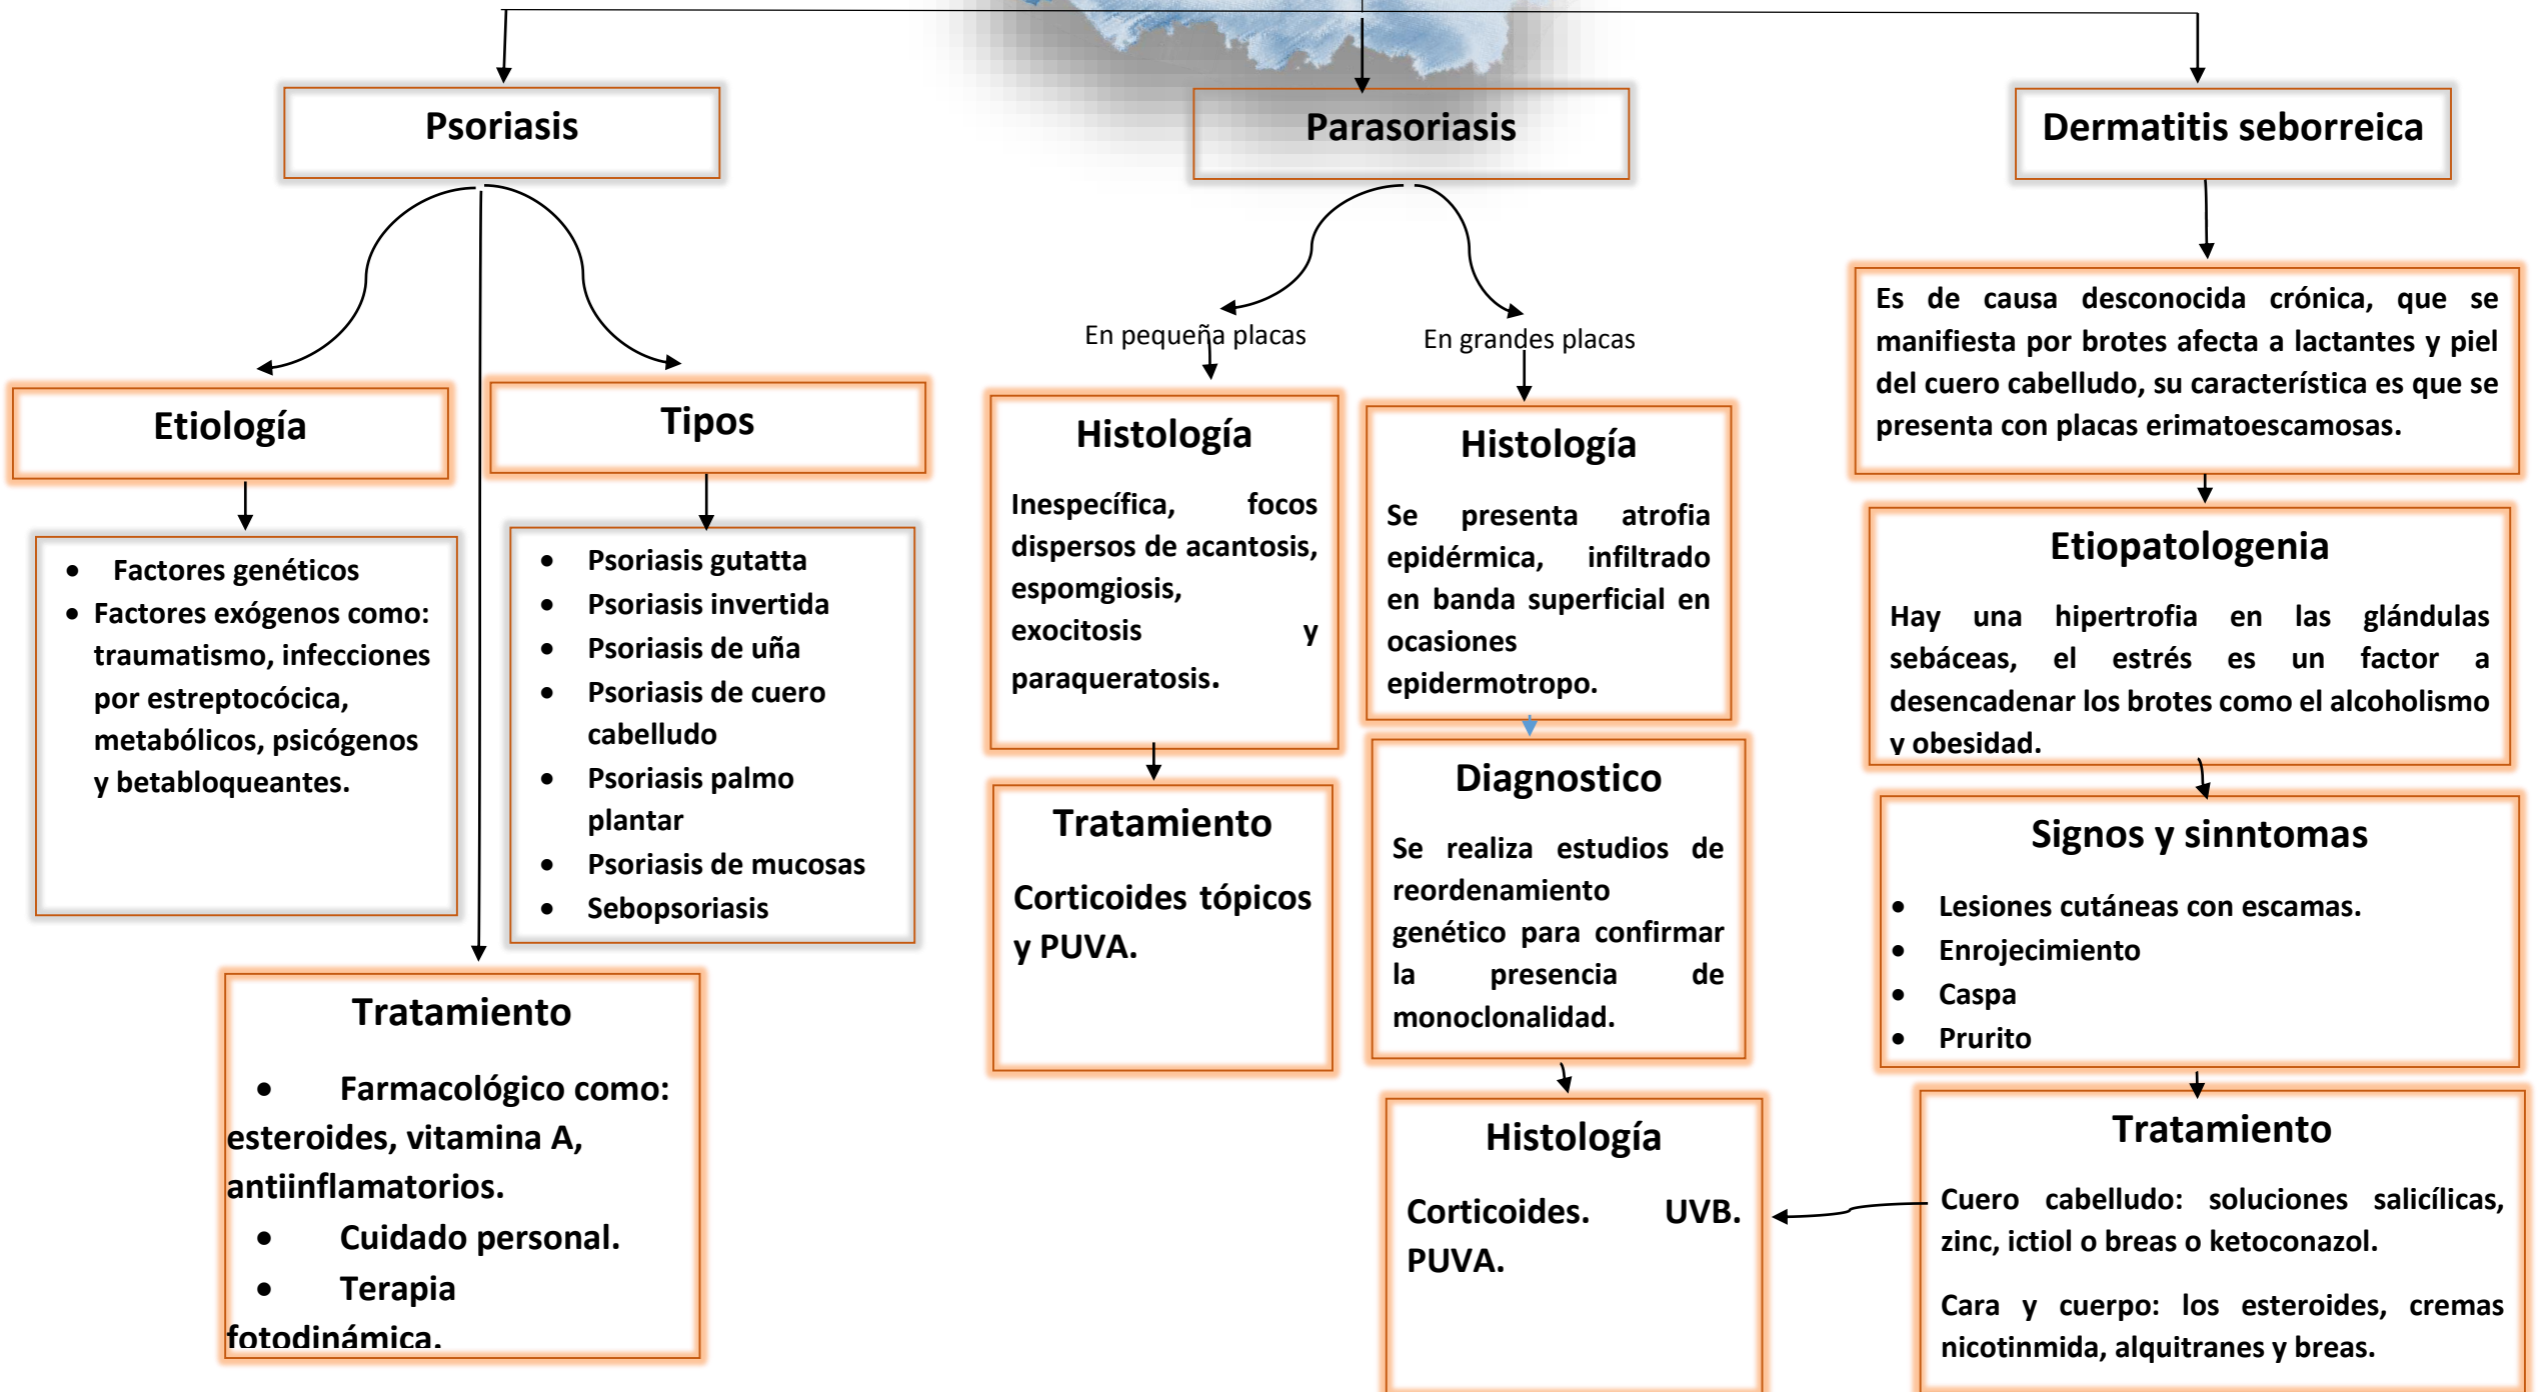 Psoriasis
Parasoriasis
Dermatitis seborreica
Etiología
Factores genéticos
Factores exógenos como:
traumatismo, infecciones
por estreptocócica,
metabólicos, psicógenos
y betabloqueantes.
Tipos
Psoriasis gutatta
Psoriasis invertida
Psoriasis de uña
Psoriasis de cuero
cabelludo
Psoriasis palmo
plantar
Psoriasis de mucosas
Sebopsoriasis
Tratamiento
Farmacológico como:
esteroides, vitamina A,
antiinflamatorios.
Cuidado personal.
Terapia
fotodinámica.
En pequeña placas
Histología
Inespecífica, focos
dispersos de acantosis,
espomgiosis,
exocitosis y
paraqueratosis.
Tratamiento
Corticoides tópicos
y PUVA.
En grandes placas
Histología
Se presenta atrofia
epidérmica, infiltrado
en banda superficial en
ocasiones
epidermotropo.
Diagnostico
Se realiza estudios de
reordenamiento
genético para confirmar
la presencia de
monoclonalidad.
Histología
Corticoides. UVB.
PUVA.
Es de causa desconocida crónica, que se
manifiesta por brotes afecta a lactantes y piel
del cuero cabelludo, su característica es que se
presenta con placas erimatoescamosas.
Etiopatologenia
Hay una hipertrofia en las glándulas
sebáceas, el estrés es un factor a
desencadenar los brotes como el alcoholismo
y obesidad.
Signos y sinntomas
Lesiones cutáneas con escamas.
Enrojecimiento
Caspa
Prurito
Tratamiento
Cuero cabelludo: soluciones salicílicas,
zinc, ictiol o breas o ketoconazol.
Cara y cuerpo: los esteroides, cremas
nicotinmida, alquitranes y breas.